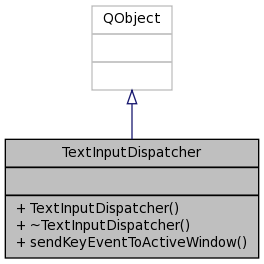 QObject
TextInputDispatcher
+ TextInputDispatcher()
+ ~TextInputDispatcher()
+ sendKeyEventToActiveWindow()